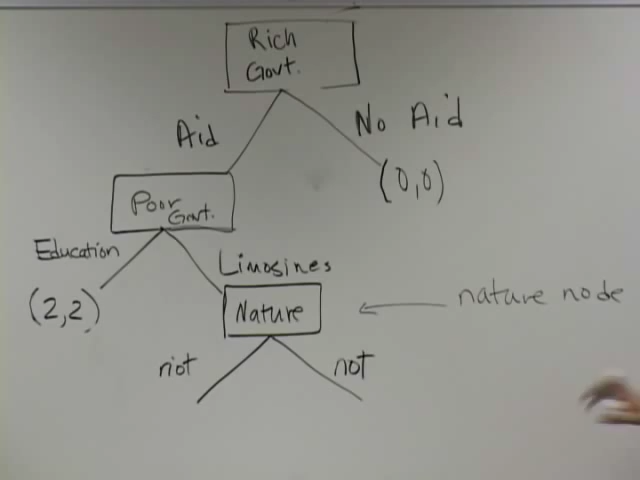 Rich
Govt.
Aid
No Aid
(0,0)
Poor
Govt.
Education
Limosines
(2,2)
Nature
nature node
riot
not